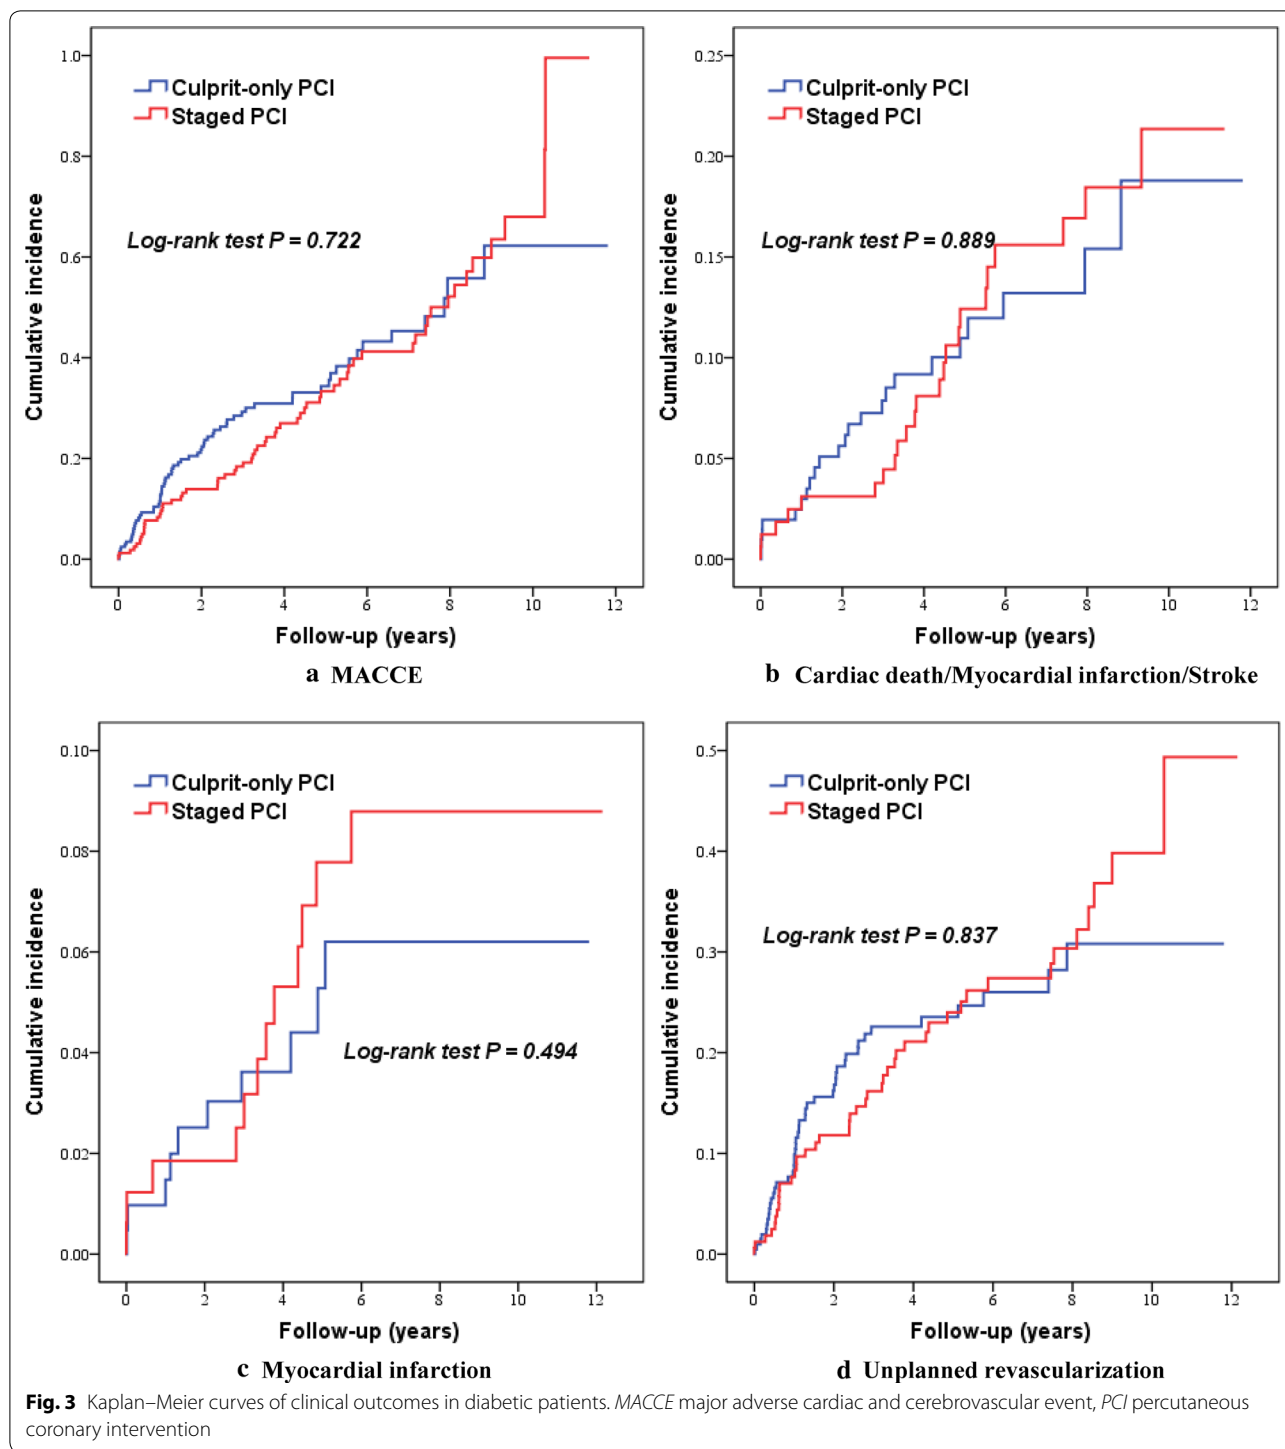 1.0
0.8
0.6
0.4
0.2
0.0
Cumulative incidence
Culprit-only PCI
Staged PCI
Log-rank test P = 0.722
0 2 4 6 8 10 12
Follow-up (years)
a MACCE
0.25
0.20
0.15
0.10
0.05
0.00
Cumulative incidence
Culprit-only PCI
Staged PCI
Log-rank test P = 0.889
0 2 4 6 8 10 12
Follow-up (years)
b Cardiac death/Myocardial infarction/Stroke
0.10
0.08
0.06
0.04
0.02
0.00
Cumulative incidence
Culprit-only PCI
Staged PCI
Log-rank test P = 0.494
0 2 4 6 8 10 12
Follow-up (years)
c Myocardial infarction
0.5
0.4
0.3
0.2
0.1
0.0
Cumulative incidence
Culprit-only PCI
Staged PCI
Log-rank test P = 0.837
0 2 4 6 8 10 12
Follow-up (years)
d Unplanned revascularization
Fig. 3 Kaplan–Meier curves of clinical outcomes in diabetic patients. MACCE major adverse cardiac and cerebrovascular event, PCI percutaneous
coronary intervention